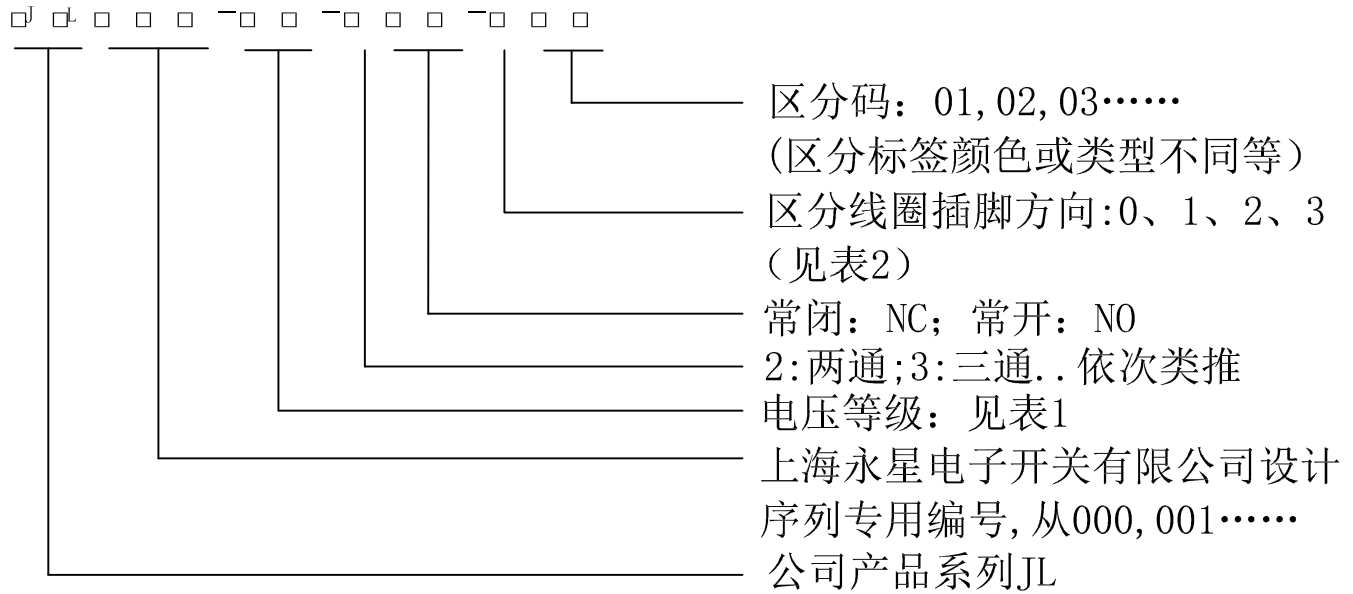 □J□L□□□-□□-□□□-□□□
区分码：01,02,03……
(区分标签颜色或类型不同等）
区分线圈插脚方向:0、1、2、3
（见表2）
常闭：NC；常开：NO
2:两通;3:三通..依次类推
电压等级：见表1
上海永星电子开关有限公司设计
序列专用编号,从000,001……
公司产品系列JL